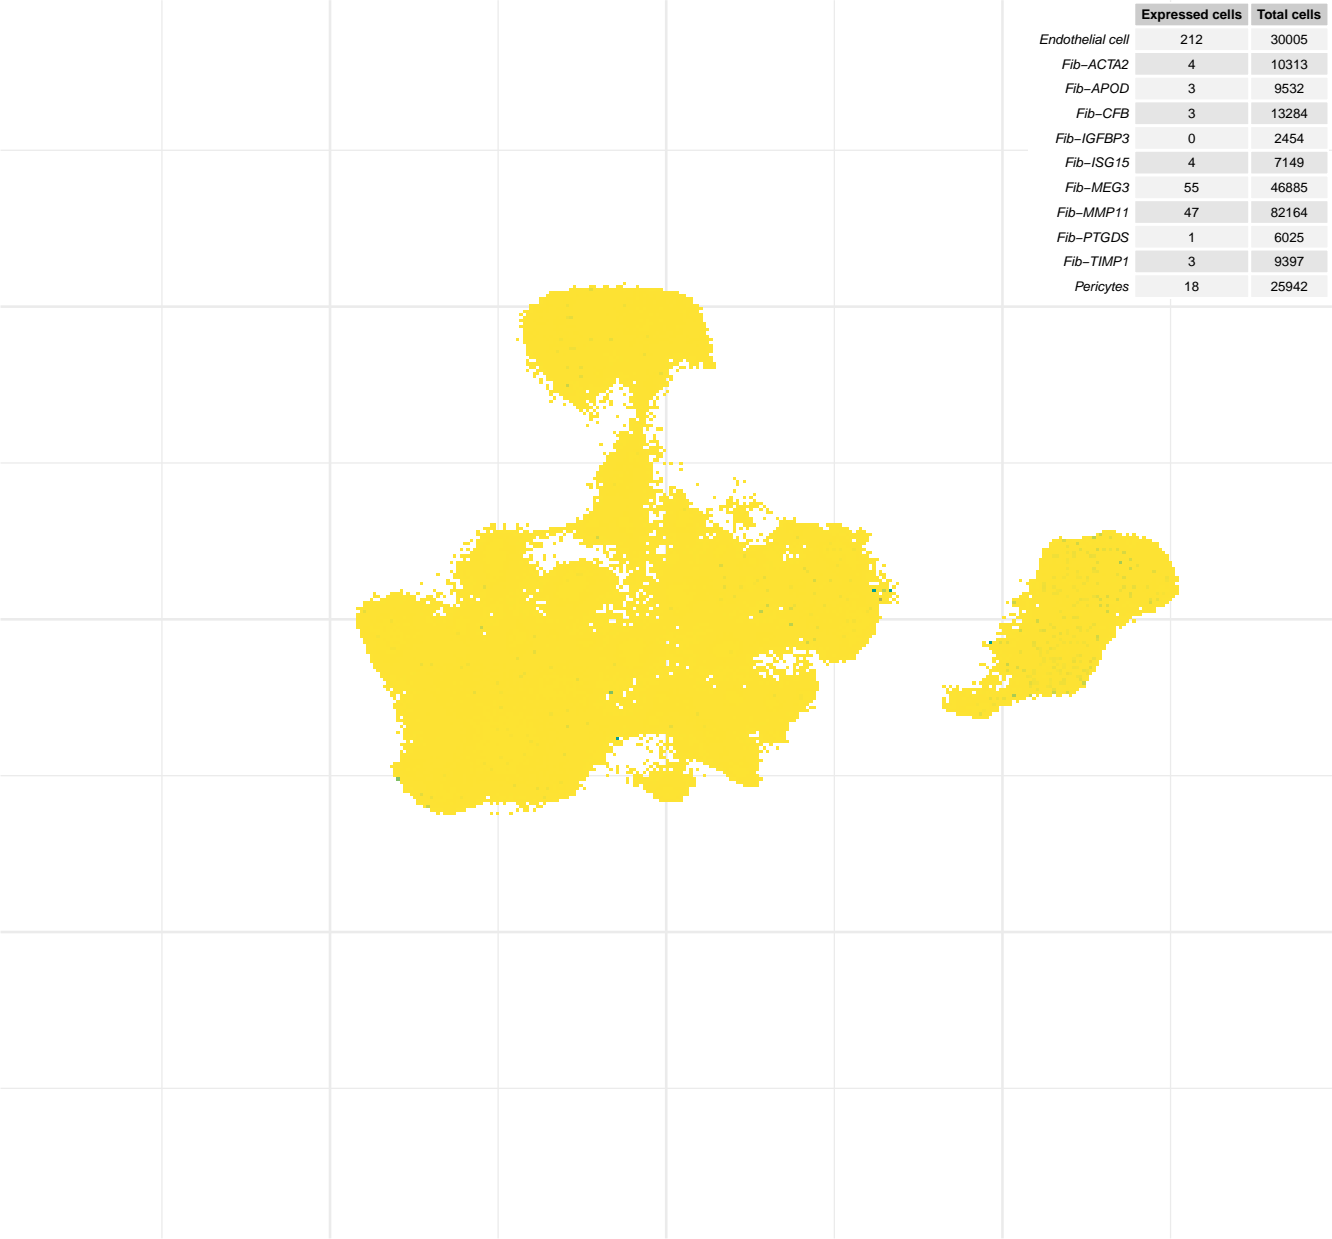 Expressed cells Total cells
Endothelial cell 212 30005
Fib−ACTA2 4 10313
Fib−APOD 3 9532
Fib−CFB 3 13284
Fib−IGFBP3 0 2454
Fib−ISG15 4 7149
Fib−MEG3 55 46885
Fib−MMP11 47 82164
Fib−PTGDS 1 6025
Fib−TIMP1 3 9397
Pericytes 18 25942